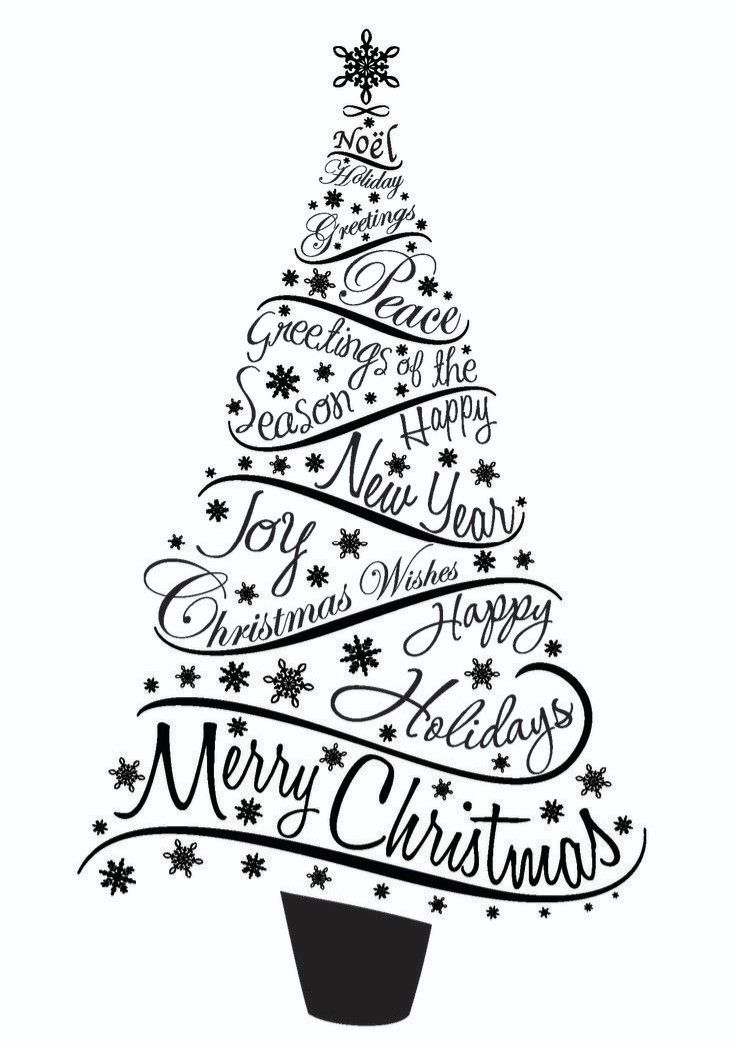 Noël
Holiday
Greetings
Peace
Greetings of the
Season
Happy
New Year
Joy
Christmas Wishes
Happy
Holidays
Merry Christmas